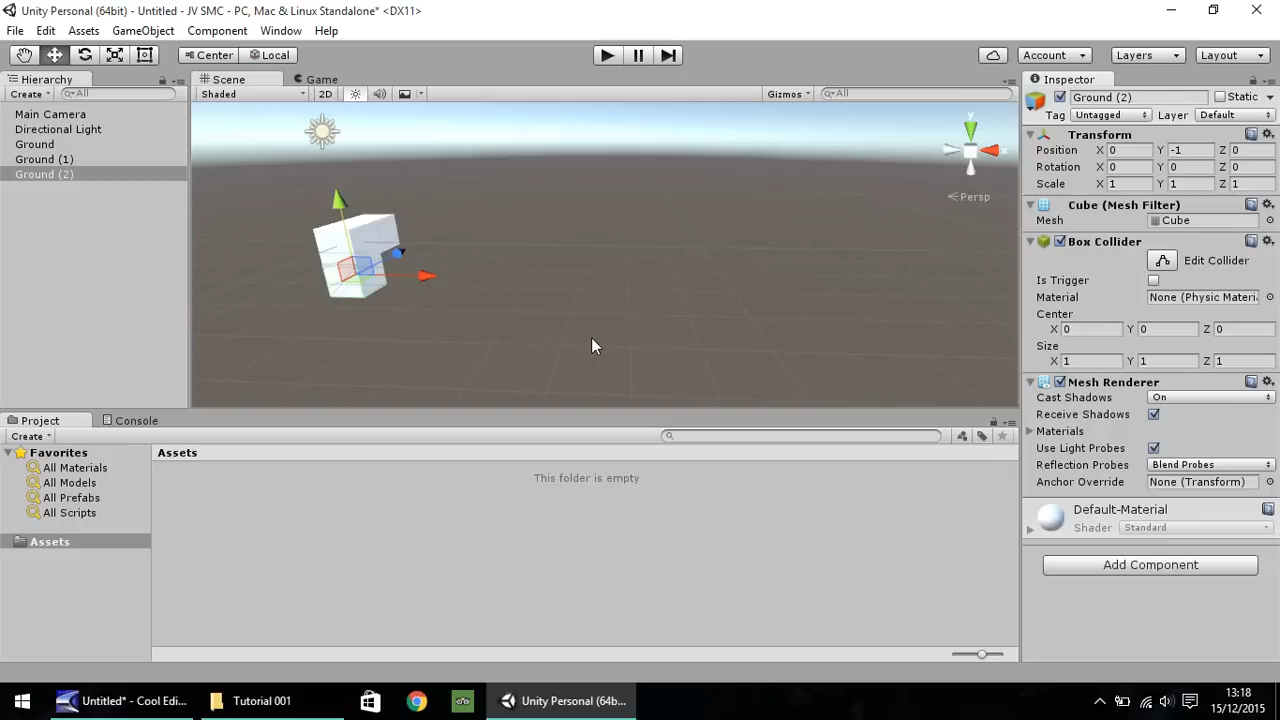 Unity Personal (64bit) - Untitled - JV SMC - PC, Mac & Linux Standalone* <DX11>
File Edit Assets GameObject Component Window Help
Center Local Account Layers Layout
Hierarchy
Create All
Main Camera
Directional Light
Ground
Ground (1)
Ground (2)
Scene Game
Shaded 2D Gizmos All
y
x
Persp
Inspector
Ground (2) Static
Tag Untagged Layer Default
Transform
Position X 0 Y -1 Z 0
Rotation X 0 Y 0 Z 0
Scale X 1 Y 1 Z 1
Cube (Mesh Filter)
Mesh Cube
Box Collider
Edit Collider
Is Trigger
Material None (Physic Materi
Center
X 0 Y 0 Z 0
Size
X 1 Y 1 Z 1
Mesh Renderer
Cast Shadows On
Receive Shadows
Materials
Use Light Probes
Reflection Probes Blend Probes
Anchor Override None (Transform)
Default-Material
Shader Standard
Add Component
Project Console
Create
Favorites
All Materials
All Models
All Prefabs
All Scripts
Assets
Assets
This folder is empty
Untitled* - Cool Edi... Tutorial 001 Unity Personal (64b...
13:18
15/12/2015